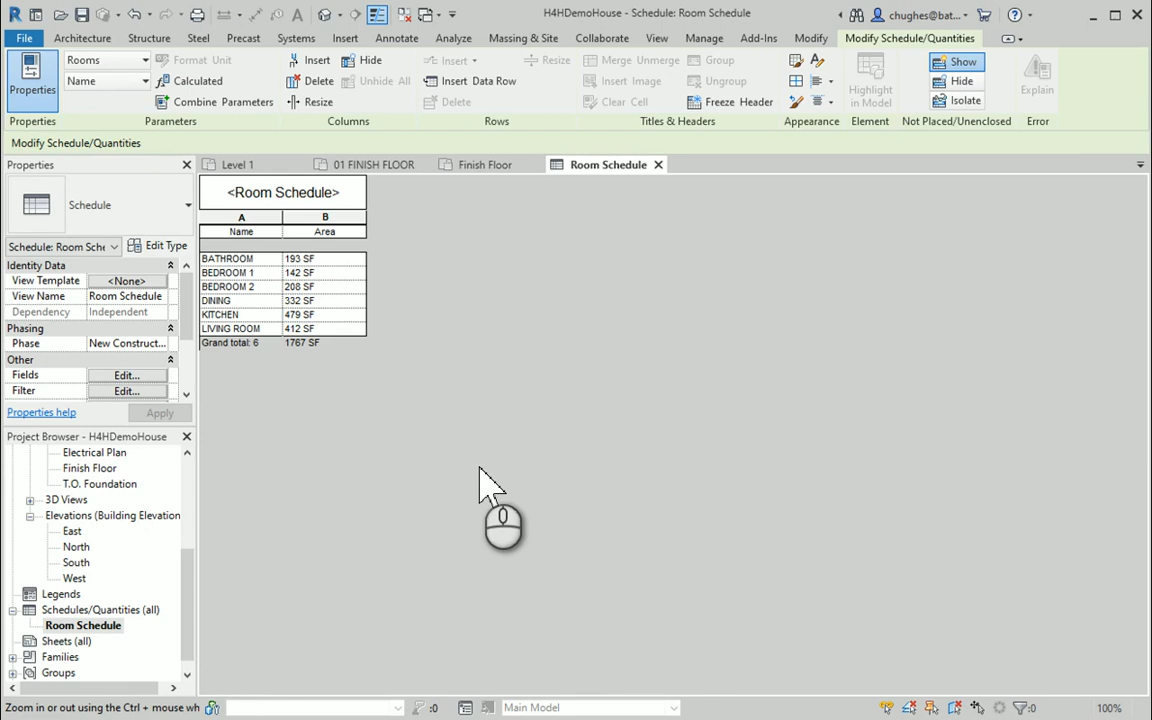 H4HDemoHouse - Schedule: Room Schedule
chughes@bat...
File Architecture Structure Steel Precast Systems Insert Annotate Analyze Massing & Site Collaborate View Manage Add-Ins Modify Modify Schedule/Quantities
Properties
Rooms
Name
Format Unit
Calculated
Combine Parameters
Insert
Delete
Resize
Hide
Unhide All
Insert
Insert Data Row
Delete
Resize
Merge Unmerge
Insert Image
Clear Cell
Group
Ungroup
Freeze Header
Highlight in Model
Show
Hide
Isolate
Explain
Properties Parameters Columns Rows Titles & Headers Appearance Element Not Placed/Unenclosed Error
Modify Schedule/Quantities
Properties
Level 1 01 FINISH FLOOR Finish Floor Room Schedule
Schedule
Schedule: Room Sche
Edit Type
Identity Data
View Template <None>
View Name Room Schedule
Dependency Independent
Phasing
Phase New Construct...
Other
Fields Edit...
Filter Edit...
Properties help Apply
<Room Schedule>
A B
Name Area
BATHROOM 193 SF
BEDROOM 1 142 SF
BEDROOM 2 208 SF
DINING 332 SF
KITCHEN 479 SF
LIVING ROOM 412 SF
Grand total: 6 1767 SF
Project Browser - H4HDemoHouse
Electrical Plan
Finish Floor
T.O. Foundation
3D Views
Elevations (Building Elevation
East
North
South
West
Legends
Schedules/Quantities (all)
Room Schedule
Sheets (all)
Families
Groups
Zoom in or out using the Ctrl + mouse wh
:0
Main Model
:0
100%